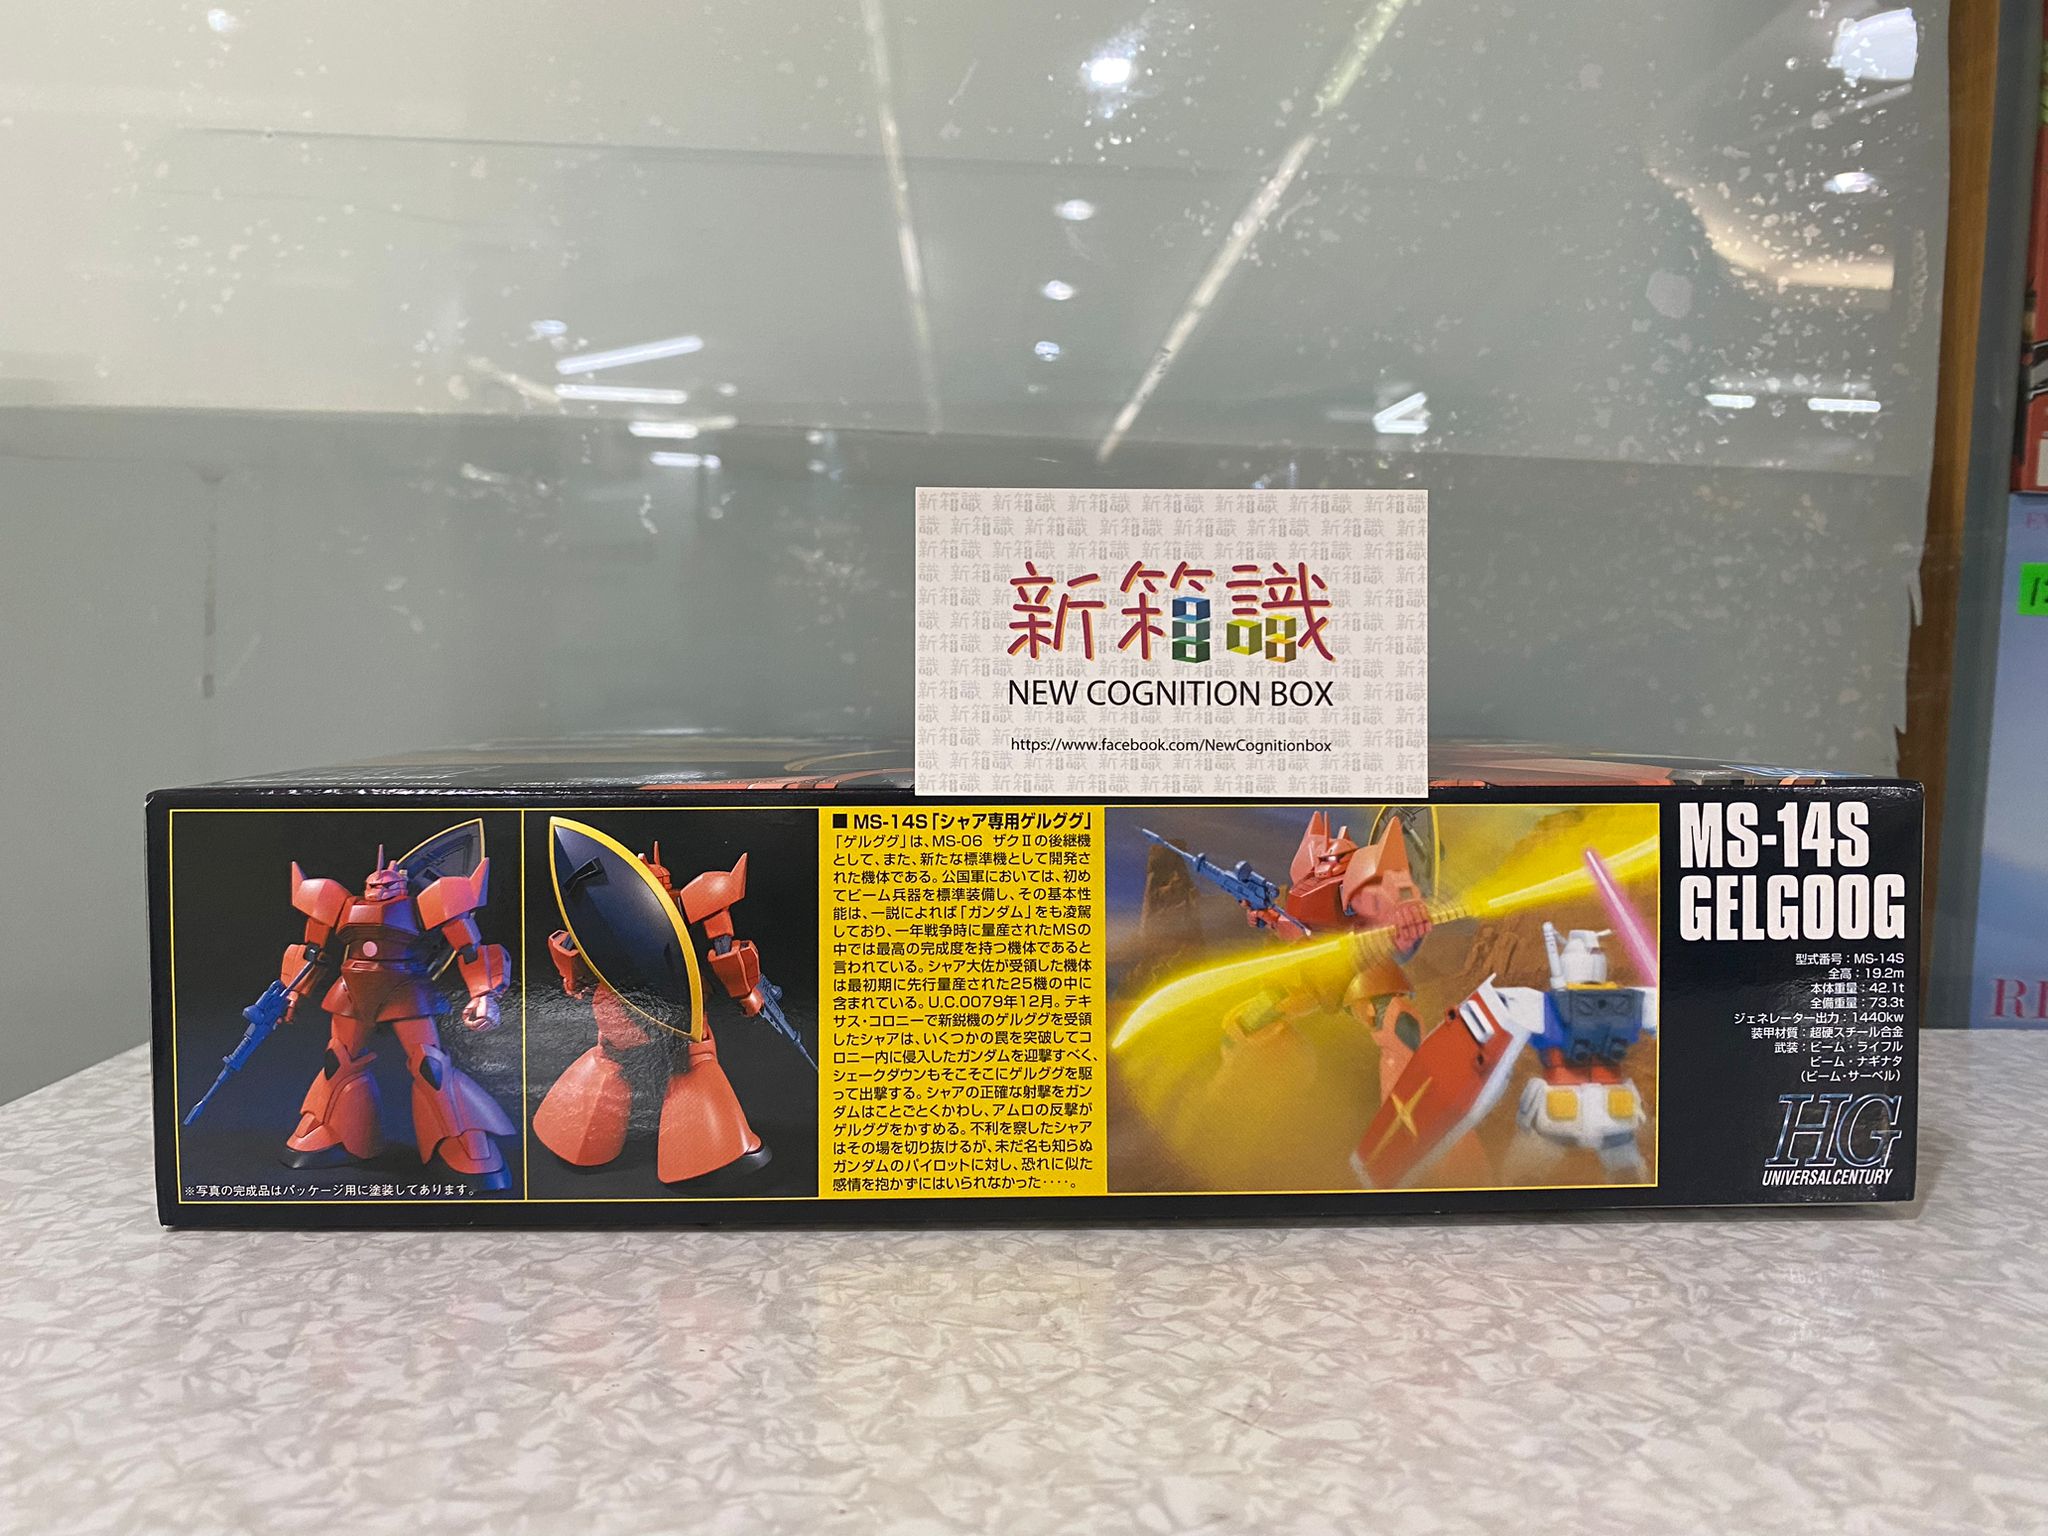 新箱識
NEW COGNITION BOX
https://www.facebook.com/NewCognitionbox
※写真の完成品はパッケージ用に塗装してあります。
■ MS-14S「シャア専用ゲルググ」
「ゲルググ」は、MS-06 ザクⅡの後継機
として、また、新たな標準機として開発さ
れた機体である。公国軍においては、初め
てビーム兵器を標準装備し、その基本性
能は、一説によれば「ガンダム」をも凌駕
しており、一年戦争時に量産されたMSの
中では最高の完成度を持つ機体であると
言われている。シャア大佐が受領した機体
は最初期に先行量産された25機の中に
含まれている。U.C.0079年12月。テキ
サス・コロニーで新鋭機のゲルググを受領
したシャアは、いくつかの罠を突破してコ
ロニー内に侵入したガンダムを迎撃すべく、
シェークダウンもそこそこにゲルググを駆
って出撃する。シャアの正確な射撃をガン
ダムはことごとくかわし、アムロの反撃が
ゲルググをかすめる。不利を察したシャア
はその場を切り抜けるが、未だ名も知らぬ
ガンダムのパイロットに対し、恐れに似た
感情を抱かずにはいられなかった‥‥。
MS-14S
GELGOOG
型式番号：MS-14S
全高：19.2m
本体重量：42.1t
全備重量：73.3t
ジェネレーター出力：1440kw
装甲材質：超硬スチール合金
武装：ビーム・ライフル
ビーム・ナギナタ
（ビーム・サーベル）
HG
UNIVERSAL CENTURY